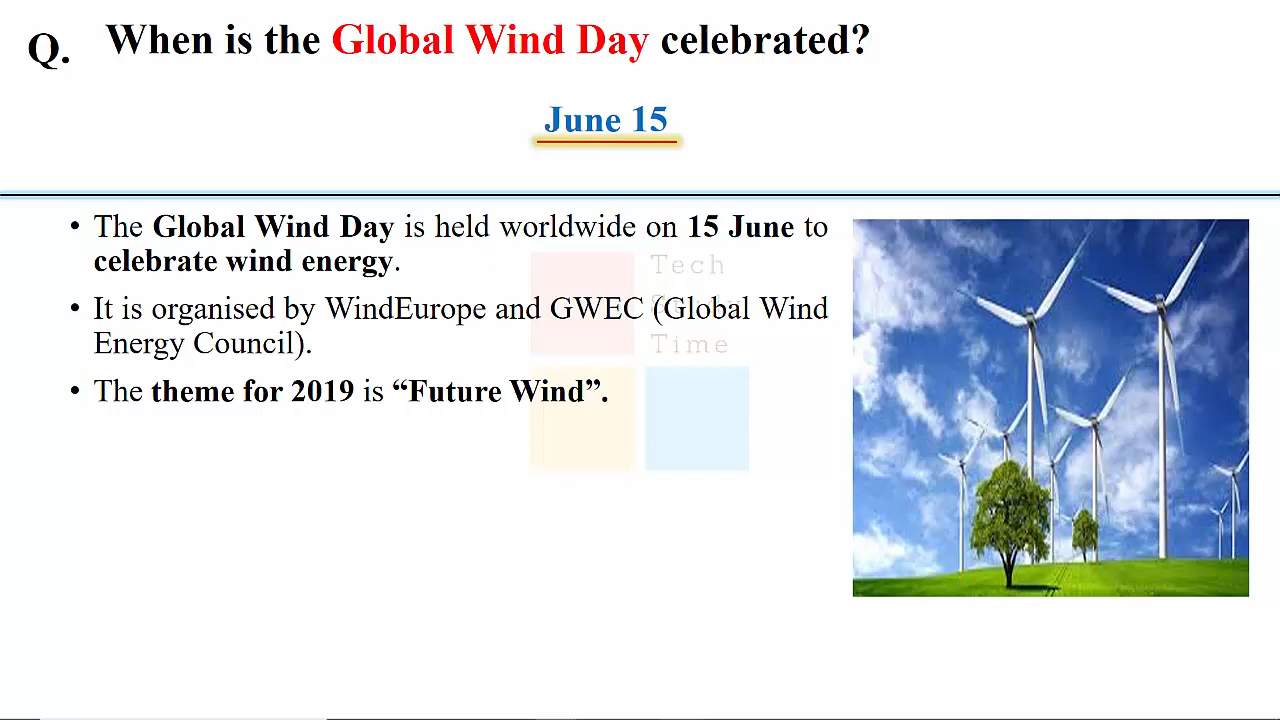 Q. When is the Global Wind Day celebrated?
June 15
• The Global Wind Day is held worldwide on 15 June to
celebrate wind energy.
• It is organised by WindEurope and GWEC (Global Wind
Energy Council).
• The theme for 2019 is “Future Wind”.
Tech
Time